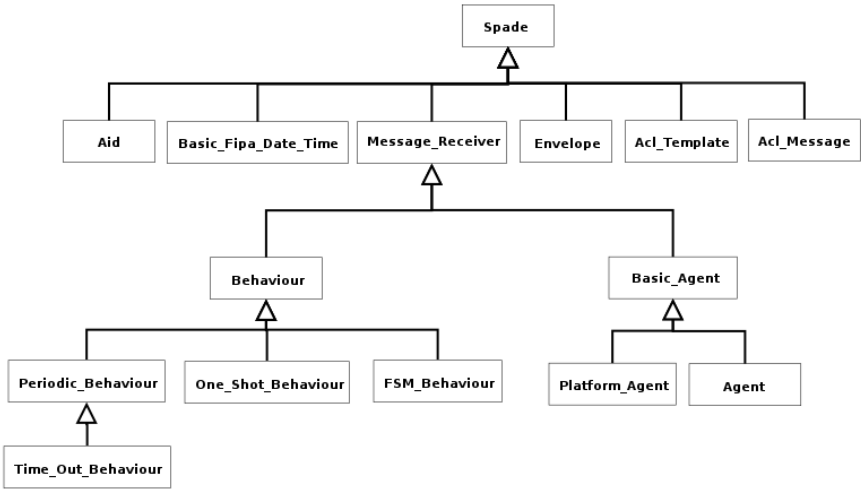 Spade
Aid
Basic_Fipa_Date_Time
Message_Receiver
Envelope
Acl_Template
Acl_Message
Behaviour
Basic_Agent
Periodic_Behaviour
One_Shot_Behaviour
FSM_Behaviour
Platform_Agent
Agent
Time_Out_Behaviour